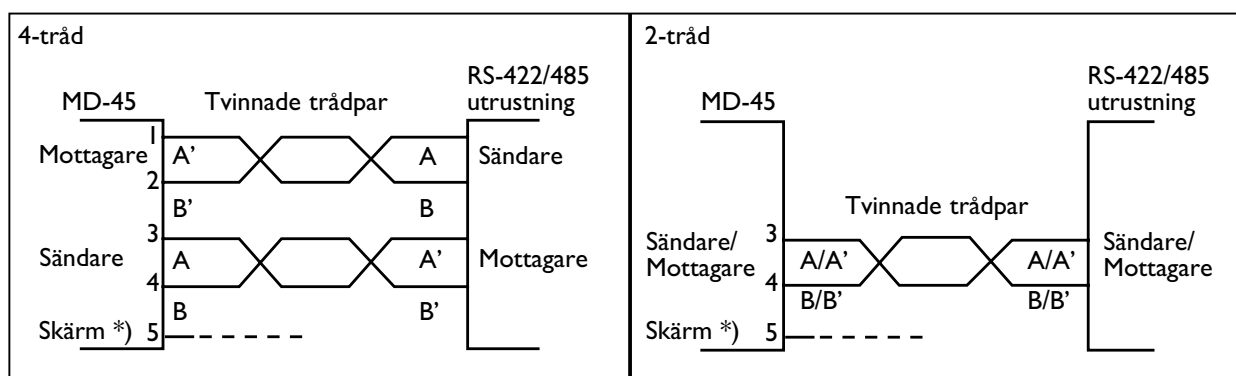 4-tråd
MD-45
Tvinnade trådpar
RS-422/485
utrustning
1
Mottagare
A'
A
Sändare
2
B'
B
3
Sändare
A
A'
Mottagare
4
B
B'
Skärm *) 5
2-tråd
MD-45
RS-422/485
utrustning
Tvinnade trådpar
3
Sändare/
Mottagare
A/A'
A/A'
Sändare/
Mottagare
4
B/B'
B/B'
Skärm *) 5